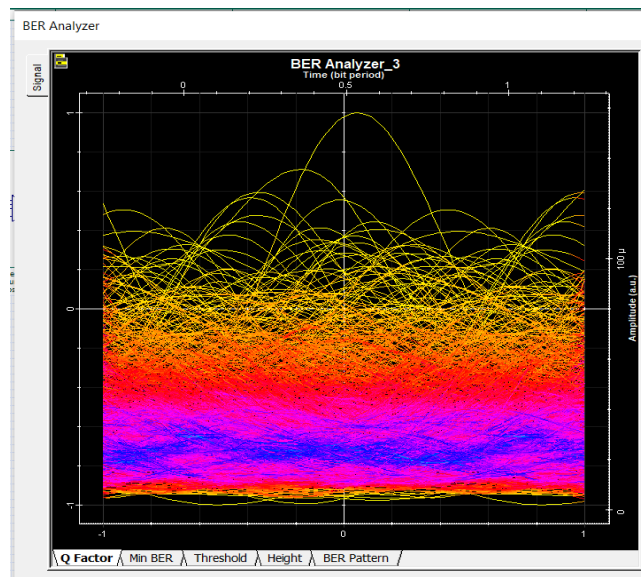 BER Analyzer
Signal
BER Analyzer_3
Time (bit period)
0 0.5 1
1
0
-1
100 µ
Amplitude (a.u.)
0
-1 0 1
Q Factor Min BER Threshold Height BER Pattern